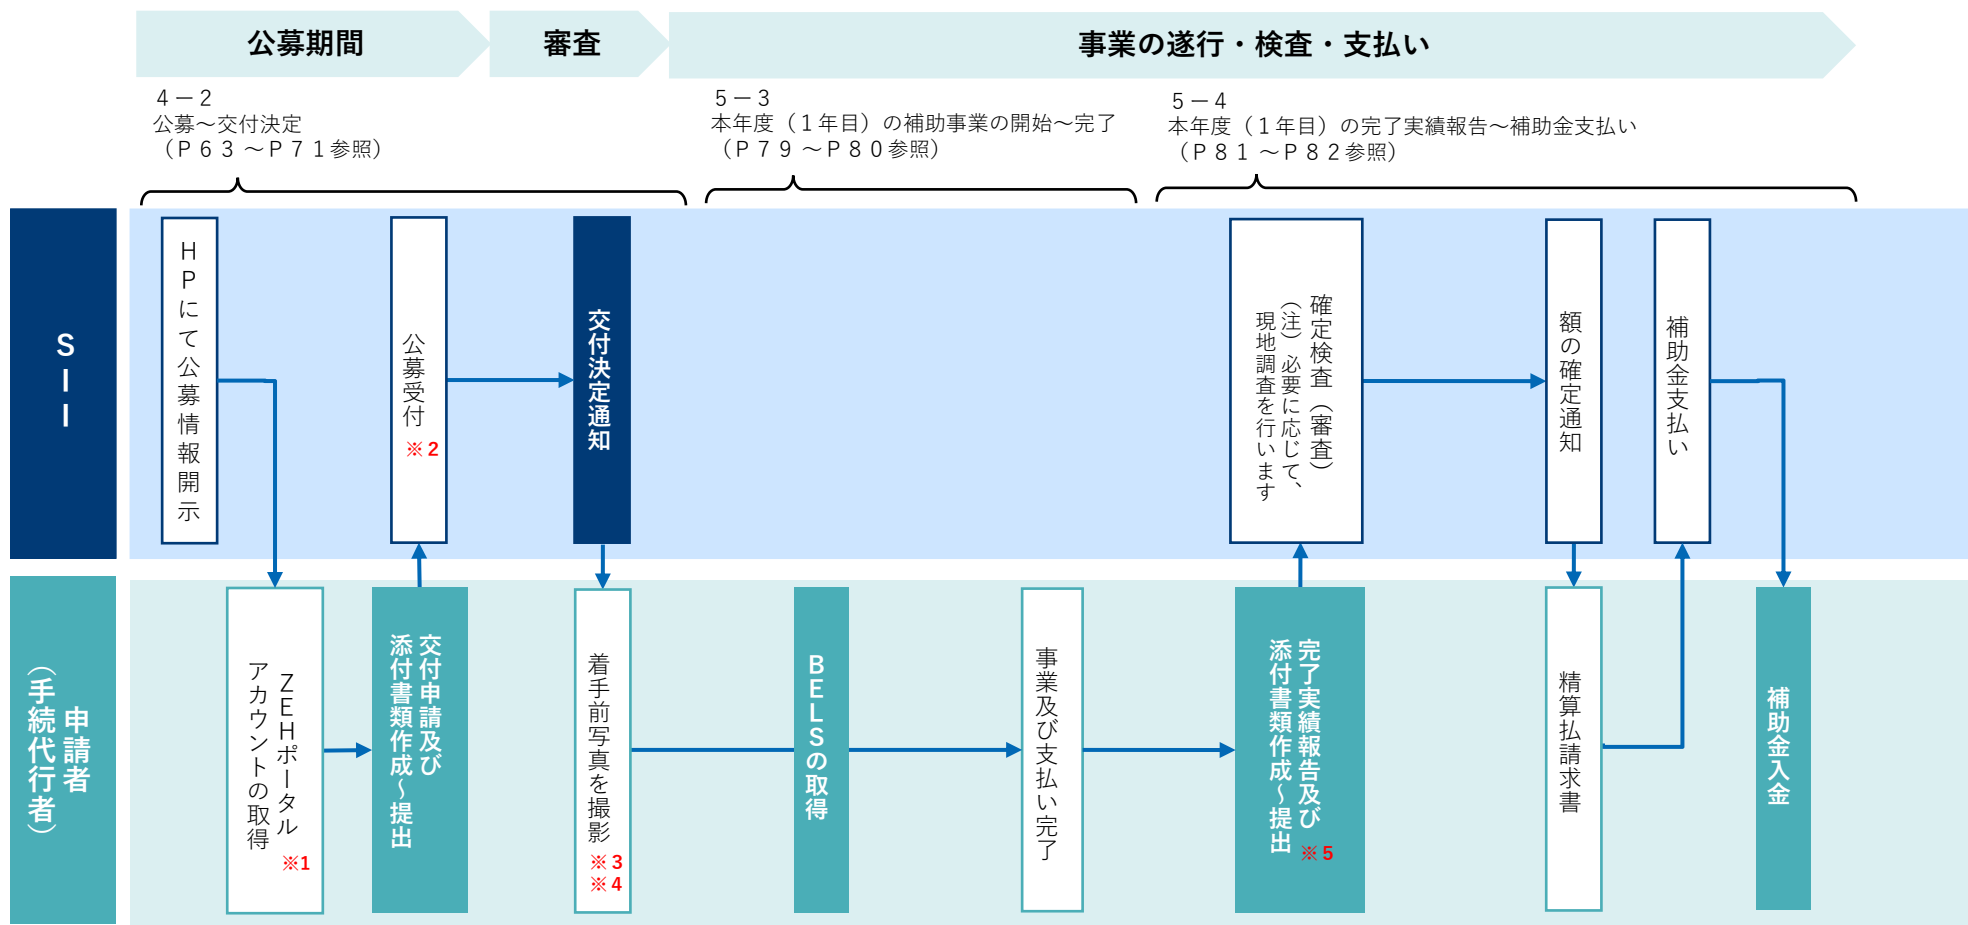 公募期間
審査
事業の遂行・検査・支払い
４－２
公募～交付決定
（Ｐ６３～Ｐ７１参照）
５－３
本年度（１年目）の補助事業の開始～完了
（Ｐ７９～Ｐ８０参照）
５－４
本年度（１年目）の完了実績報告～補助金支払い
（Ｐ８１～Ｐ８２参照）
ＳＩＩ
ＨＰにて公募情報開示
公募受付
※2
交付決定通知
確定検査（審査）
（注）必要に応じて、
現地調査を行います
額の確定通知
補助金支払い
申請者
（手続代行者）
ＺＥＨポータル
アカウントの取得
※1
交付申請及び
添付書類作成～提出
着手前写真を撮影
※3
※4
ＢＥＬＳの取得
事業及び支払い完了
完了実績報告及び
添付書類作成～提出
※5
精算払請求書
補助金入金